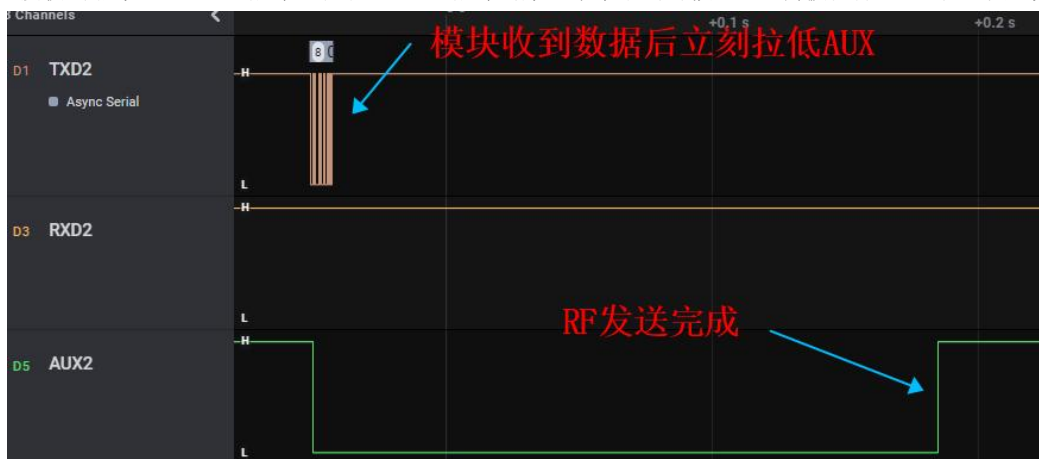 Channels
+0.1 s
+0.2 s
模块收到数据后立刻拉低AUX
8
D1 TXD2
H
Async Serial
L
D3 RXD2
H
L
RF发送完成
D5 AUX2
H
L